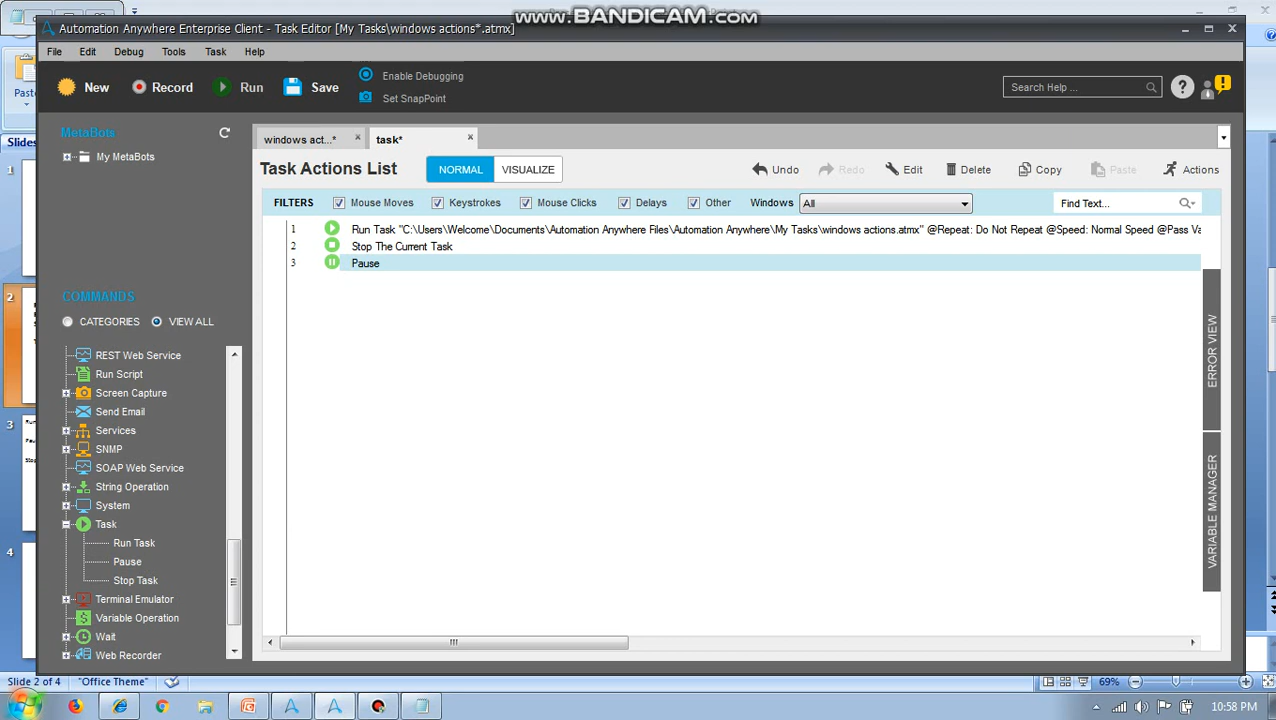 www.BANDICAM.com
Automation Anywhere Enterprise Client - Task Editor [My Tasks\windows actions*.atmx]
File Edit Debug Tools Task Help
New Record Run Save
Enable Debugging
Set SnapPoint
Search Help ...
Paste
Slides
1
2
3
4
MetaBots
My MetaBots
windows act...* task*
Task Actions List NORMAL VISUALIZE
Undo Redo Edit Delete Copy Paste Actions
FILTERS Mouse Moves Keystrokes Mouse Clicks Delays Other Windows All Find Text...
1 Run Task "C:\Users\Welcome\Documents\Automation Anywhere Files\Automation Anywhere\My Tasks\windows actions.atmx" @Repeat: Do Not Repeat @Speed: Normal Speed @Pass Va
2 Stop The Current Task
3 Pause
COMMANDS
CATEGORIES VIEW ALL
REST Web Service
Run Script
Screen Capture
Send Email
Services
SNMP
SOAP Web Service
String Operation
System
Task
Run Task
Pause
Stop Task
Terminal Emulator
Variable Operation
Wait
Web Recorder
ERROR VIEW
VARIABLE MANAGER
Slide 2 of 4 "Office Theme" 69%
10:58 PM